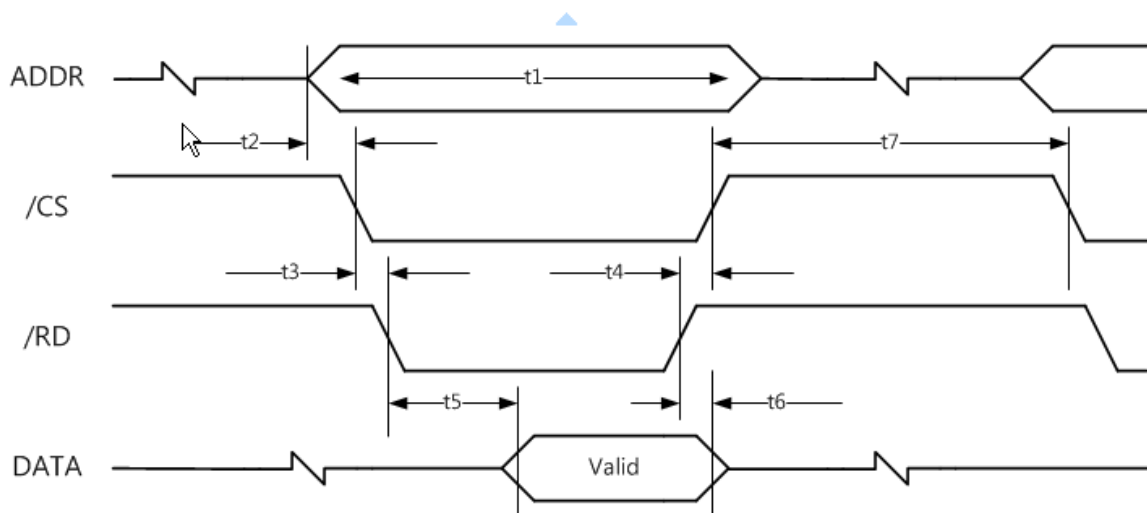 ADDR
t1
t2
t7
/CS
t3
t4
/RD
t5
t6
DATA
Valid